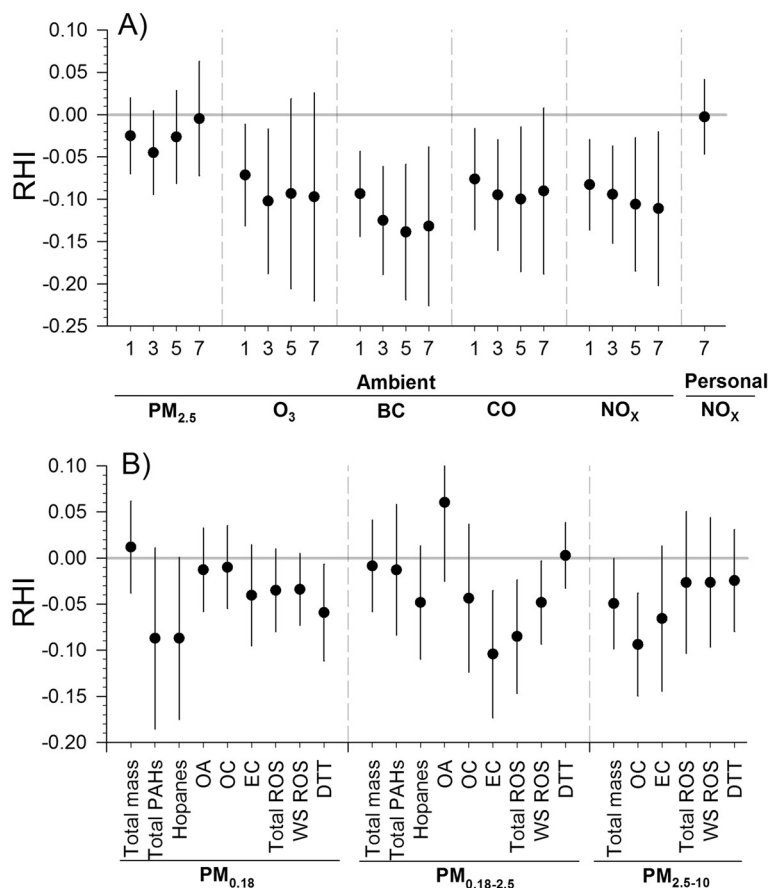 A)
RHI
0.10
0.05
0.00
-0.05
-0.10
-0.15
-0.20
-0.25
1 3 5 7 1 3 5 7 1 3 5 7 1 3 5 7 1 3 5 7 7
Ambient Personal
PM2.5 O3 BC CO NOX NOX
B)
RHI
0.10
0.05
0.00
-0.05
-0.10
-0.15
-0.20
Total mass
Total PAHs
Hopanes
OA
OC
EC
Total ROS
WS ROS
DTT
Total mass
Total PAHs
Hopanes
OA
OC
EC
Total ROS
WS ROS
DTT
Total mass
OC
EC
Total ROS
WS ROS
DTT
PM0.18 PM0.18-2.5 PM2.5-10